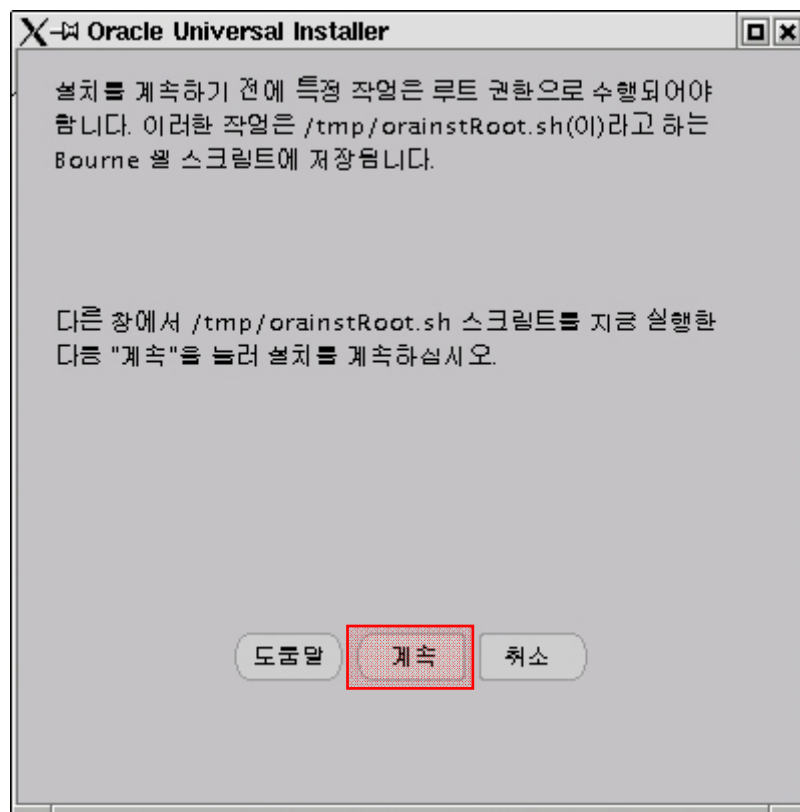 Oracle Universal Installer
설치를 계속하기 전에 특정 작업은 루트 권한으로 수행되어야
합니다. 이러한 작업은 /tmp/orainstRoot.sh(이)라고 하는
Bourne 쉘 스크립트에 저장됩니다.
다른 창에서 /tmp/orainstRoot.sh 스크립트를 지금 실행한
다음 "계속"을 눌러 설치를 계속하십시오.
도움말 계속 취소